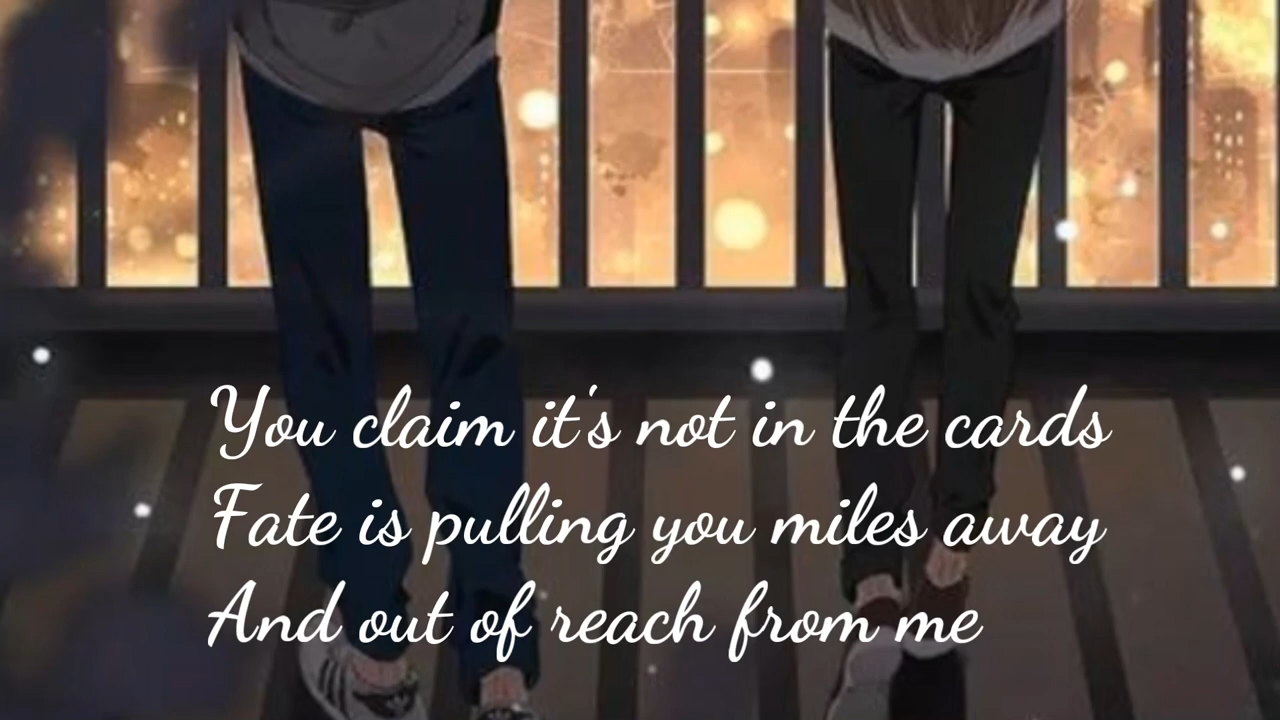 You claim it's not in the cards
Fate is pulling you miles away
And out of reach from me